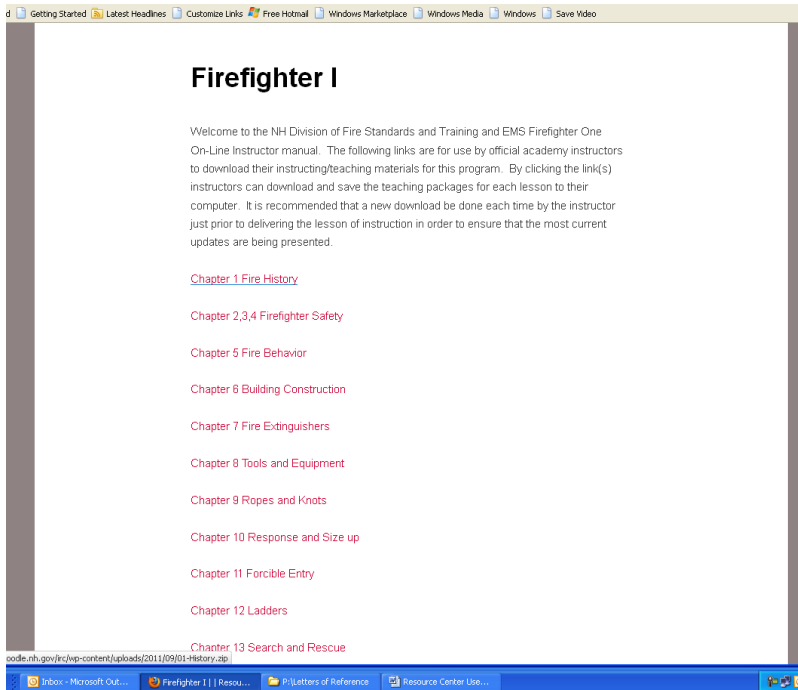 d Getting Started Latest Headlines Customize Links Free Hotmail Windows Marketplace Windows Media Windows Save Video
Firefighter I
Welcome to the NH Division of Fire Standards and Training and EMS Firefighter One
On-Line Instructor manual. The following links are for use by official academy instructors
to download their instructing/teaching materials for this program. By clicking the link(s)
instructors can download and save the teaching packages for each lesson to their
computer. It is recommended that a new download be done each time by the instructor
just prior to delivering the lesson of instruction in order to ensure that the most current
updates are being presented.
Chapter 1 Fire History
Chapter 2,3,4 Firefighter Safety
Chapter 5 Fire Behavior
Chapter 6 Building Construction
Chapter 7 Fire Extinguishers
Chapter 8 Tools and Equipment
Chapter 9 Ropes and Knots
Chapter 10 Response and Size up
Chapter 11 Forcible Entry
Chapter 12 Ladders
Chapter 13 Search and Rescue
oodle.nh.gov/irc/wp-content/uploads/2011/09/01-History.zip
Inbox - Microsoft Out... Firefighter I | | Resou... P:\Letters of Reference Resource Center Use...